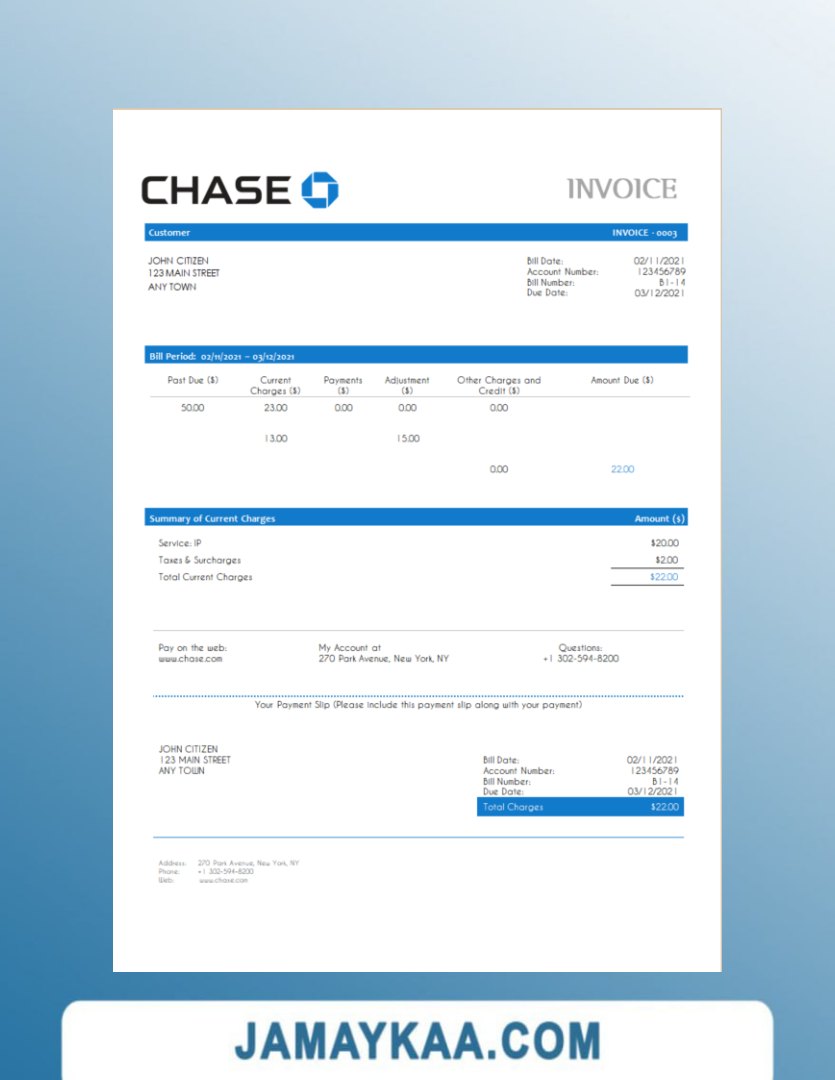 CHASE INVOICE
Customer INVOICE - 0003
JOHN CITIZEN Bill Date: 02/11/2021
123 MAIN STREET Account Number: 123456789
ANY TOWN Bill Number: B1-14
Due Date: 03/12/2021
Bill Period: 02/11/2021 – 03/12/2021
Past Due ($) Current Charges ($) Payments ($) Adjustment ($) Other Charges and Credit ($) Amount Due ($)
50.00 23.00 0.00 0.00 0.00
13.00 15.00
0.00 22.00
Summary of Current Charges Amount ($)
Service: IP $20.00
Taxes & Surcharges $2.00
Total Current Charges $22.00
Pay on the web: My Account at Questions:
www.chase.com 270 Park Avenue, New York, NY +1 302-594-8200
Your Payment Slip (Please include this payment slip along with your payment)
JOHN CITIZEN
123 MAIN STREET Bill Date: 02/11/2021
ANY TOWN Account Number: 123456789
Bill Number: B1-14
Due Date: 03/12/2021
Total Charges $22.00
Address: 270 Park Avenue, New York, NY
Phone: +1 302-594-8200
Web: www.chase.com
JAMAYKAA.COM